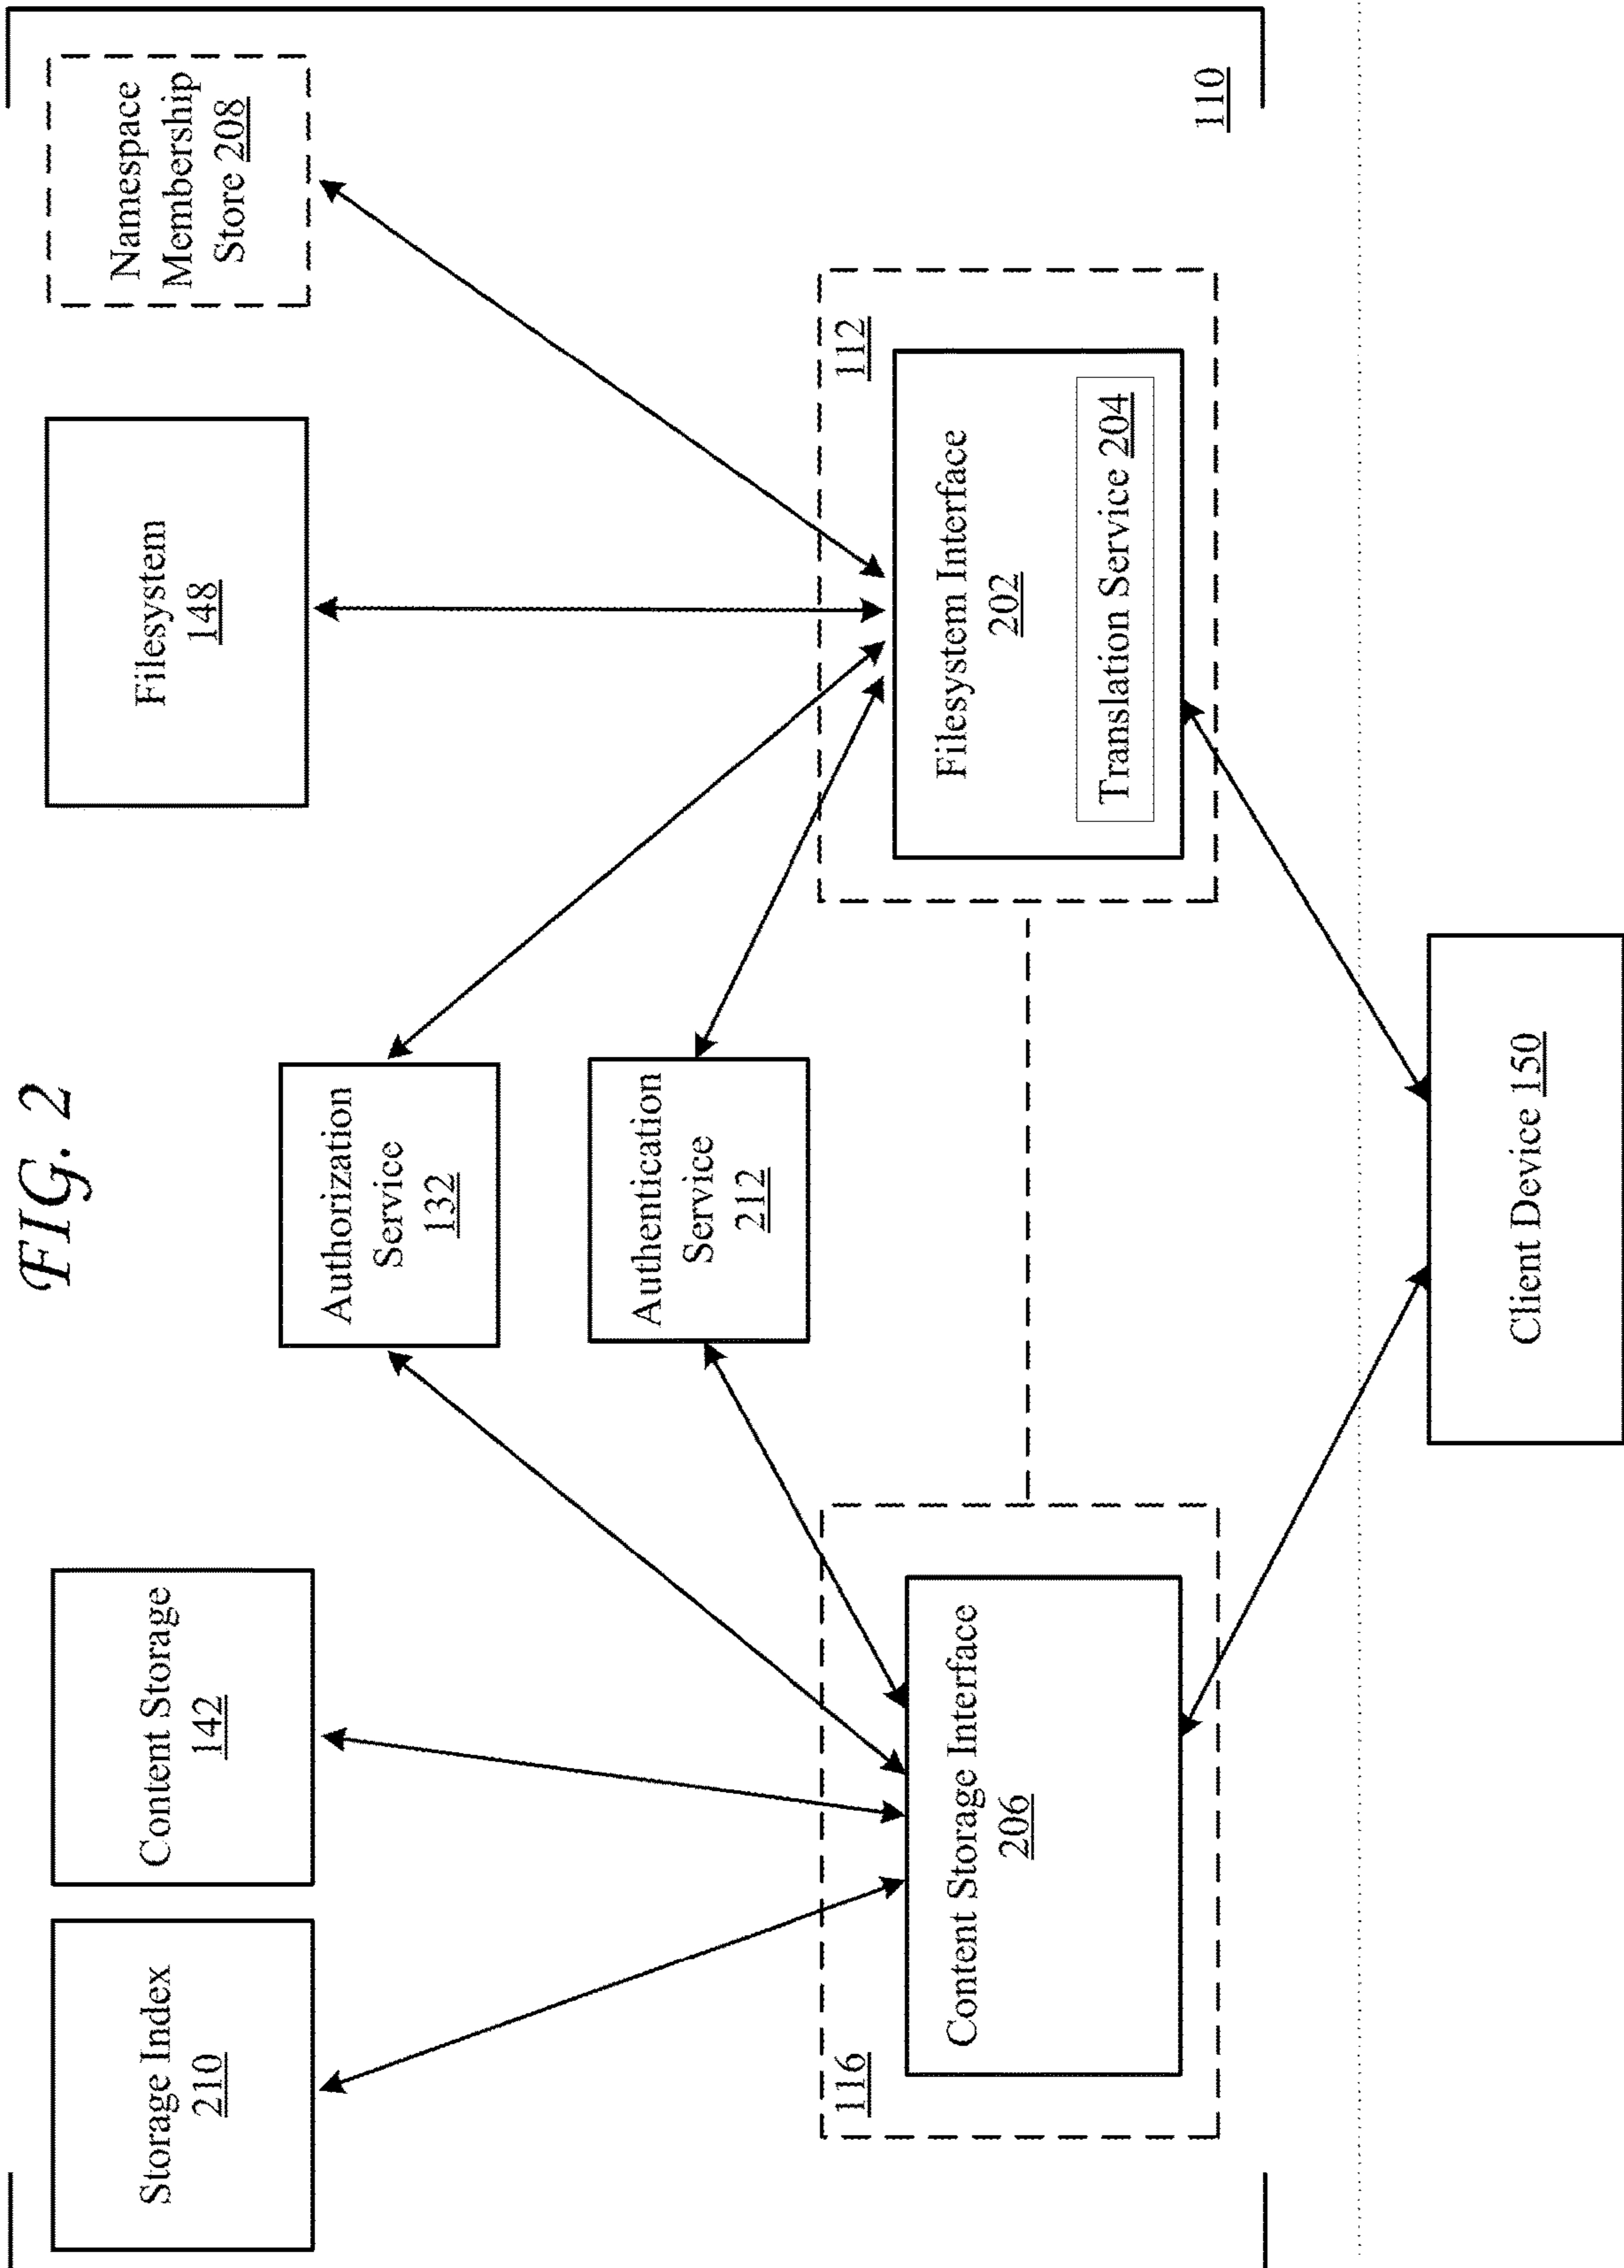 FIG. 2
Storage Index
210
Content Storage
142
Filesystem
148
Namespace
Membership
Store 208
Authorization
Service
132
Authentication
Service
212
116
Content Storage Interface
206
112
Filesystem Interface
202
Translation Service 204
110
Client Device 150